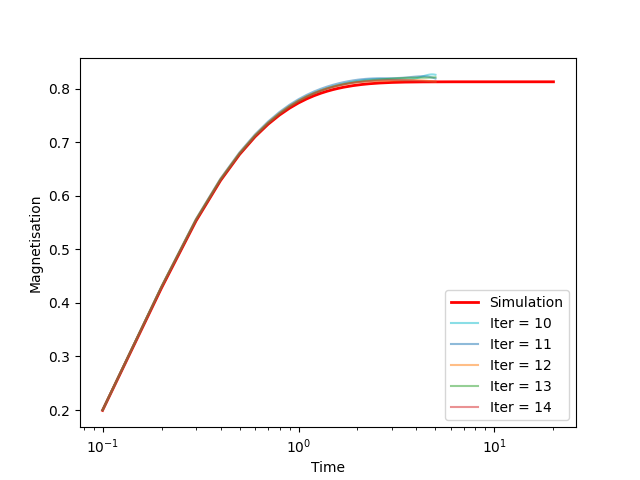 0.8
0.7
0.6
0.5
0.4
0.3
0.2
Magnetisation
Simulation
Iter = 10
Iter = 11
Iter = 12
Iter = 13
Iter = 14
10⁻¹
10⁰
10¹
Time